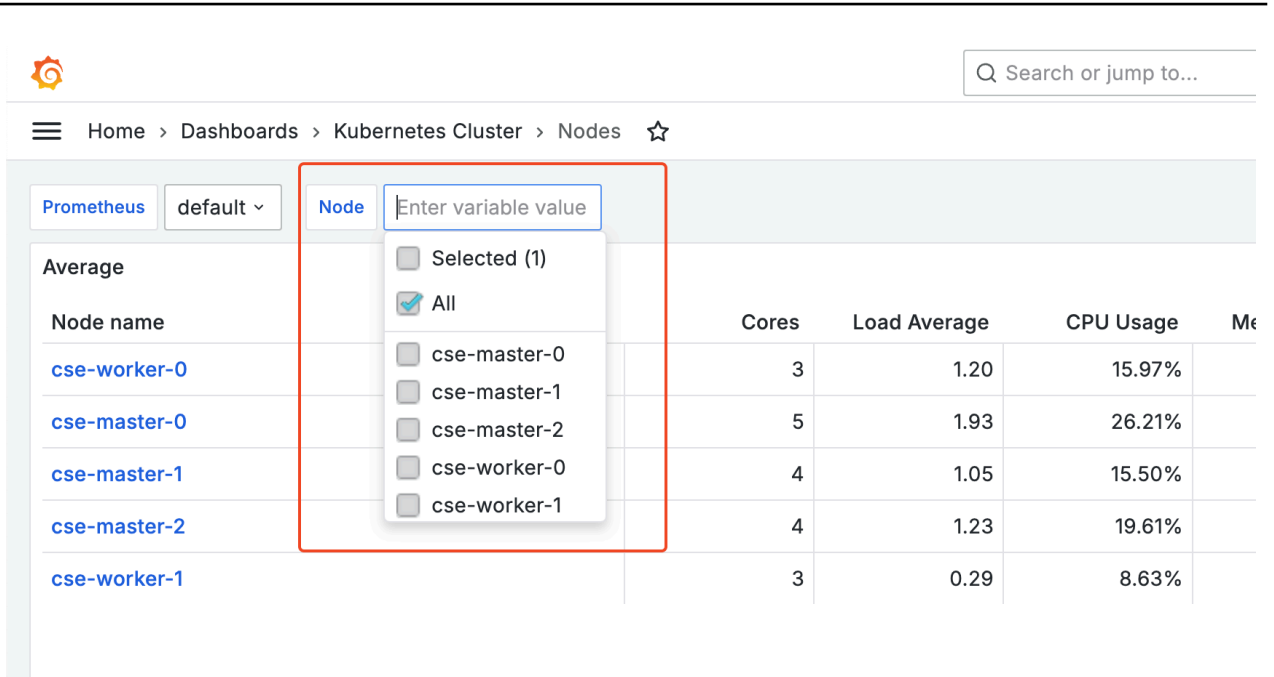 Search or jump to...
Home › Dashboards › Kubernetes Cluster › Nodes
Prometheus default Node Enter variable value
Selected (1)
All
cse-master-0
cse-master-1
cse-master-2
cse-worker-0
cse-worker-1
Average
Node name Cores Load Average CPU Usage
cse-worker-0 3 1.20 15.97%
cse-master-0 5 1.93 26.21%
cse-master-1 4 1.05 15.50%
cse-master-2 4 1.23 19.61%
cse-worker-1 3 0.29 8.63%